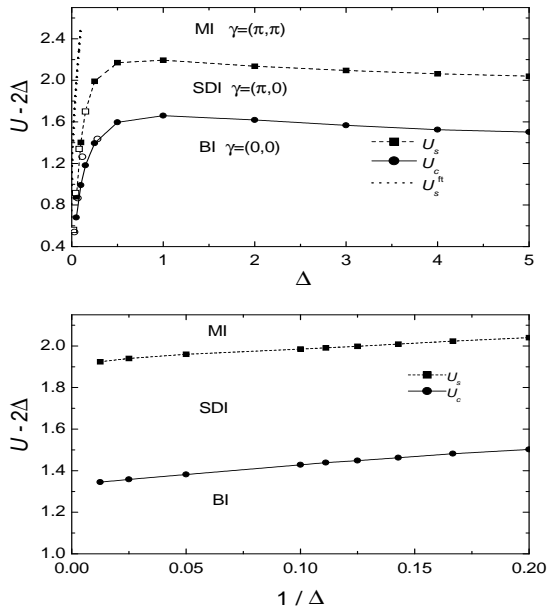 2.4
MI γ=(π,π)
2.0
U - 2Δ
SDI γ=(π,0)
1.6
BI γ=(0,0)
1.2
U_s
U_c
0.8
U_s^ft
0.4
0 1 2 3 4 5
Δ
MI
2.0
1.8
U_s
U_c
U - 2Δ
1.6
SDI
1.4
BI
1.2
1.0
0.00 0.05 0.10 0.15 0.20
1 / Δ